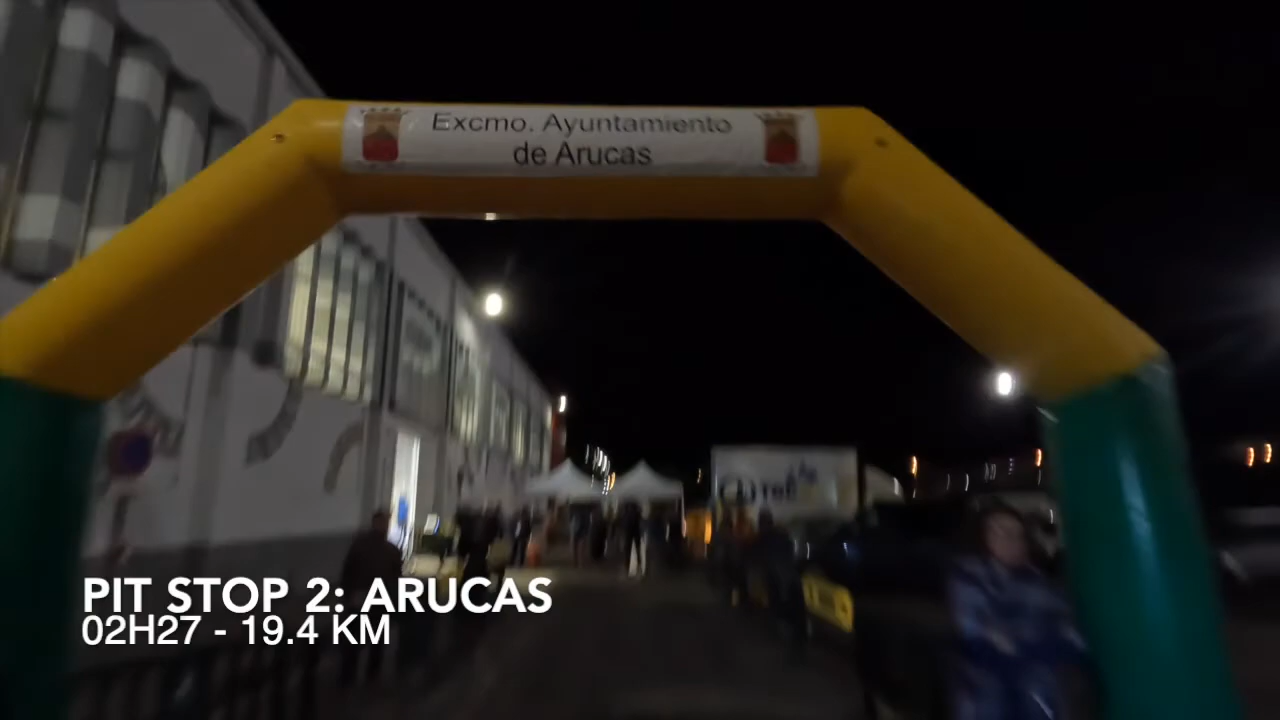 Excmo. Ayuntamiento
de Arucas
PIT STOP 2: ARUCAS
02H27 - 19.4 KM